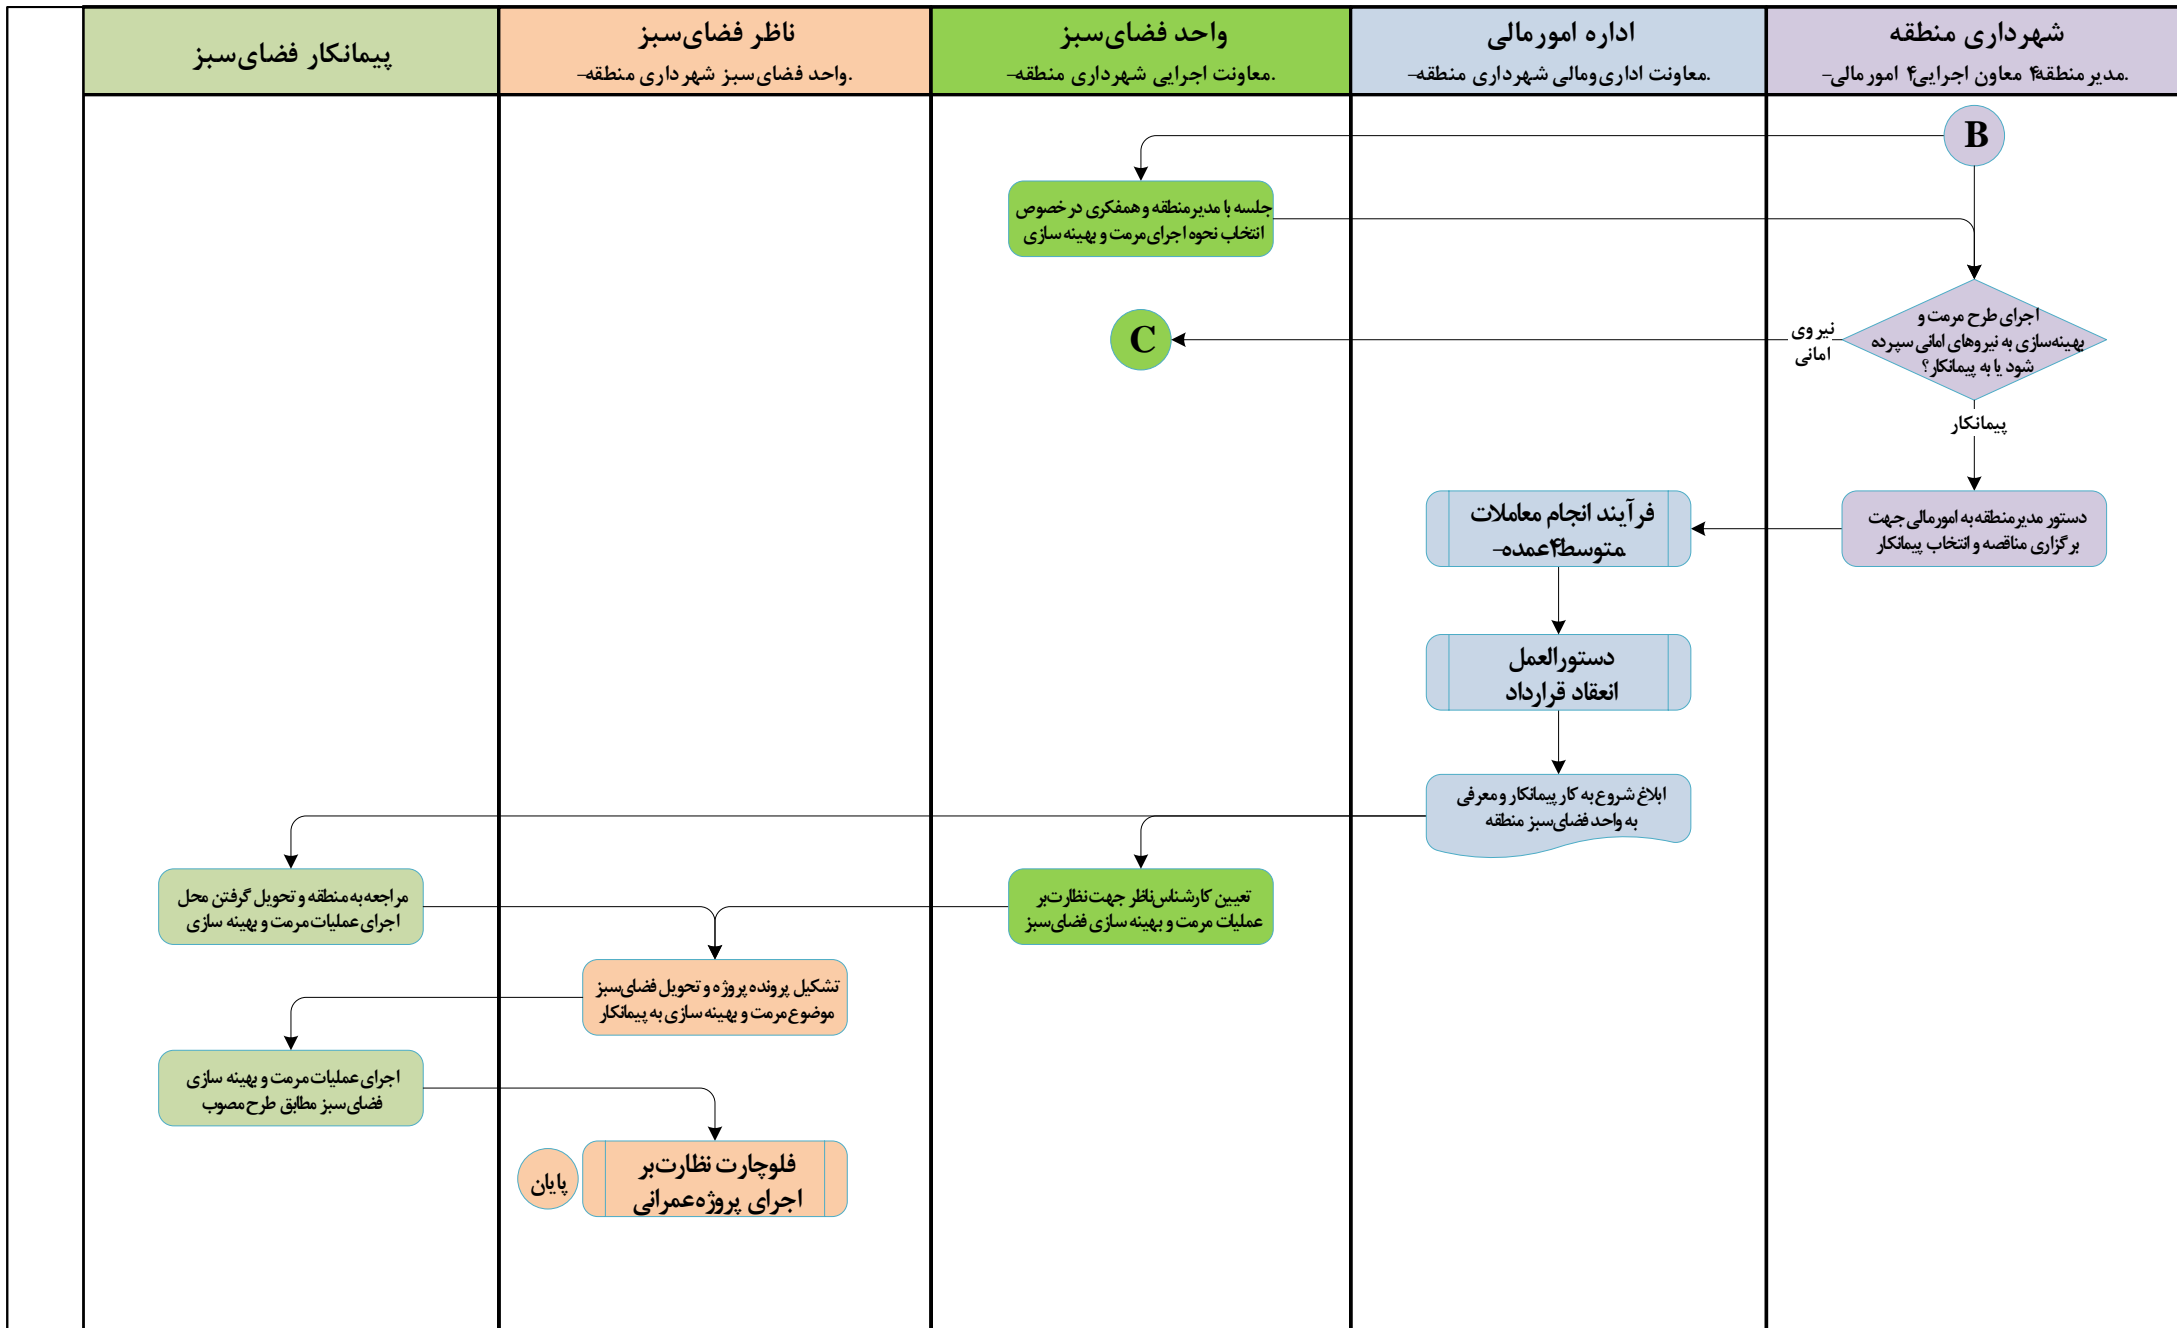 شهرداری منطقه
.مدیر منطقه۴ معاون اجرایی۴ امور مالی–
اداره امورمالی
.معاونت اداری‌ومالی شهرداری منطقه–
واحد فضای‌سبز
.معاونت اجرایی شهرداری منطقه–
ناظر فضای‌سبز
.واحد فضای‌سبز شهرداری منطقه–
پیمانکار فضای‌سبز
B
جلسه با مدیرمنطقه وهمفکری در خصوص
انتخاب نحوه اجرای مرمت و بهینه سازی
اجرای طرح مرمت و
بهینه‌سازی به نیروهای امانی سپرده
شود یا به پیمانکار؟
نیروی
امانی
C
پیمانکار
دستور مدیرمنطقه به امورمالی جهت
برگزاری مناقصه و انتخاب پیمانکار
فرآیند انجام معاملات
.متوسط۴عمده–
دستورالعمل
انعقاد قرارداد
ابلاغ شروع به کار پیمانکار ومعرفی
به واحد فضای‌سبز منطقه
تعیین کارشناس‌ناظر جهت‌نظارت‌بر
عملیات مرمت و بهینه سازی فضای‌سبز
مراجعه به منطقه و تحویل گرفتن محل
اجرای عملیات مرمت و بهینه سازی
تشکیل پرونده پروژه و تحویل فضای‌سبز
موضوع مرمت و بهینه سازی به پیمانکار
اجرای عملیات مرمت و بهینه سازی
فضای‌سبز مطابق طرح مصوب
فلوچارت نظارت‌بر
اجرای پروژه‌عمرانی
پایان